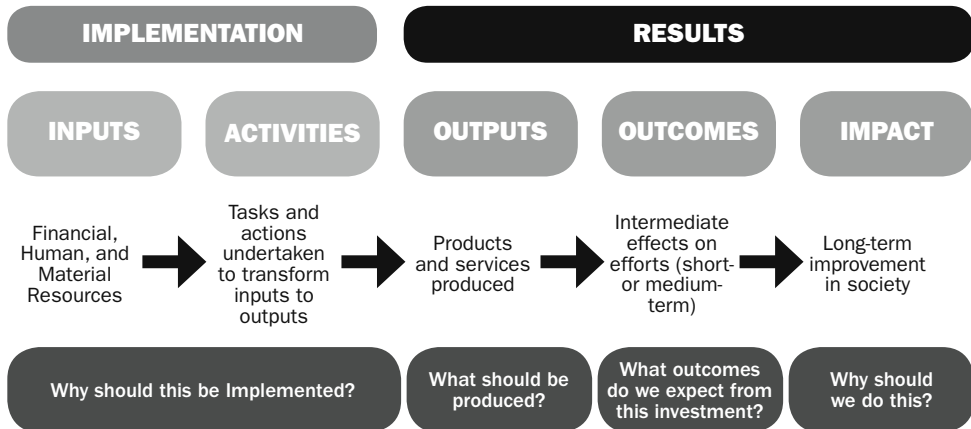 IMPLEMENTATION
RESULTS
INPUTS
ACTIVITIES
OUTPUTS
OUTCOMES
IMPACT
Financial,
Human, and
Material
Resources
Tasks and
actions
undertaken
to transform
inputs to
outputs
Products
and services
produced
Intermediate
effects on
efforts (short-
or medium-
term)
Long-term
improvement
in society
Why should this be Implemented?
What should be
produced?
What outcomes
do we expect from
this investment?
Why should
we do this?